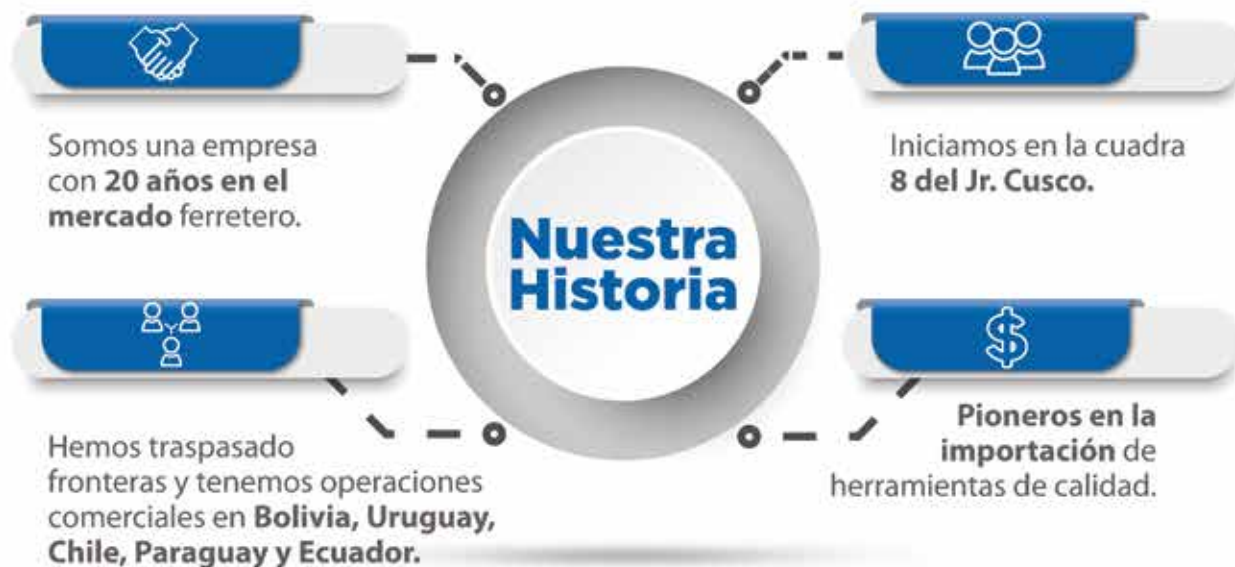 Somos una empresa
con 20 años en el
mercado ferretero.
Iniciamos en la cuadra
8 del Jr. Cusco.
Nuestra
Historia
Hemos traspasado
fronteras y tenemos operaciones
comerciales en Bolivia, Uruguay,
Chile, Paraguay y Ecuador.
Pioneros en la
importación de
herramientas de calidad.